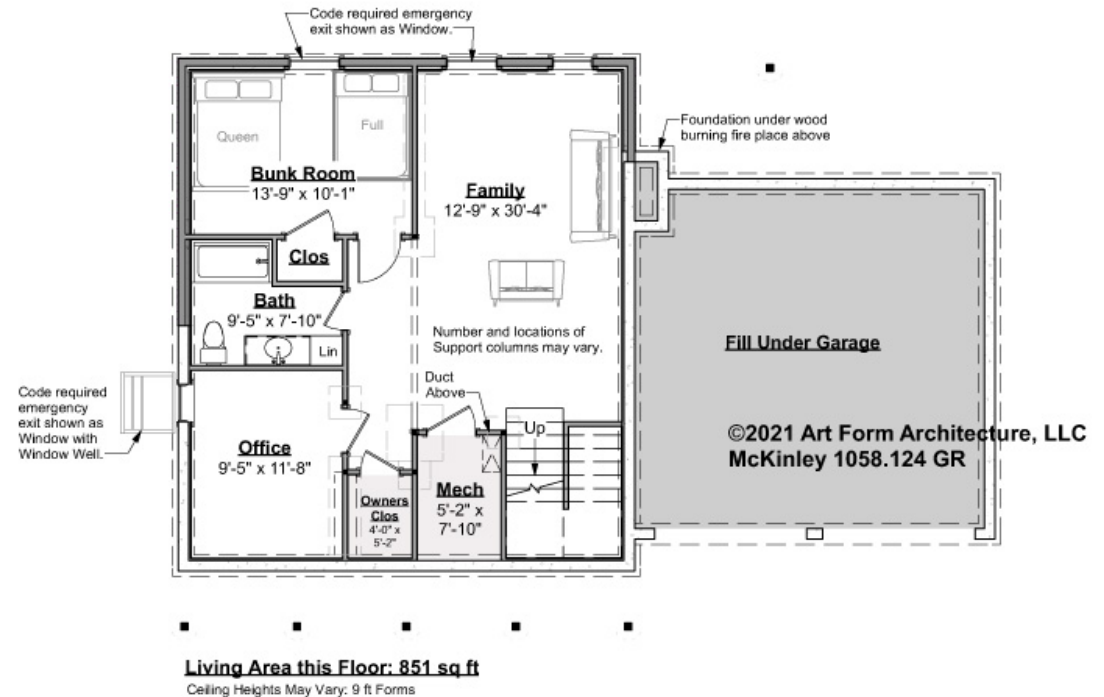 Code required emergency
exit shown as Window.
Foundation under wood
burning fire place above
Queen
Full
Bunk Room
13'-9" x 10'-1"
Family
12'-9" x 30'-4"
Clos
Bath
9'-5" x 7'-10"
Lin
Number and locations of
Support columns may vary.
Fill Under Garage
Duct
Above
Code required
emergency
exit shown as
Window with
Window Well.
Up
Office
9'-5" x 11'-8"
©2021 Art Form Architecture, LLC
McKinley 1058.124 GR
Owners
Clos
4'-0" x
5'-2"
Mech
5'-2" x
7'-10"
Living Area this Floor: 851 sq ft
Ceiling Heights May Vary: 9 ft Forms